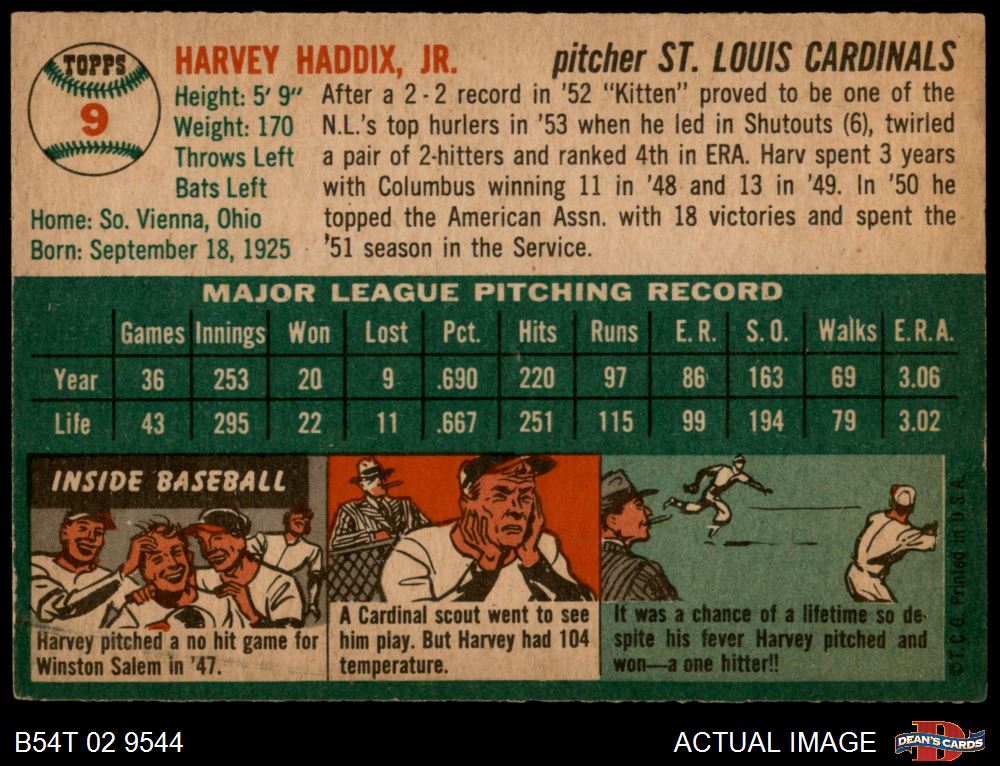 TOPPS
9
HARVEY HADDIX, JR.
pitcher ST. LOUIS CARDINALS
Height: 5' 9"
Weight: 170
Throws Left
Bats Left
Home: So. Vienna, Ohio
Born: September 18, 1925
After a 2-2 record in '52 "Kitten" proved to be one of the
N.L.'s top hurlers in '53 when he led in Shutouts (6), twirled
a pair of 2-hitters and ranked 4th in ERA. Harv spent 3 years
with Columbus winning 11 in '48 and 13 in '49. In '50 he
topped the American Assn. with 18 victories and spent the
'51 season in the Service.
MAJOR LEAGUE PITCHING RECORD
Games Innings Won Lost Pct. Hits Runs E.R. S.O. Walks E.R.A.
Year 36 253 20 9 .690 220 97 86 163 69 3.06
Life 43 295 22 11 .667 251 115 99 194 79 3.02
INSIDE BASEBALL
Harvey pitched a no hit game for
Winston Salem in '47.
A Cardinal scout went to see
him play. But Harvey had 104
temperature.
It was a chance of a lifetime so de-
spite his fever Harvey pitched and
won—a one hitter!!
© T.C.G. Printed in U.S.A.
B54T 02 9544
ACTUAL IMAGE
DEAN'S CARDS